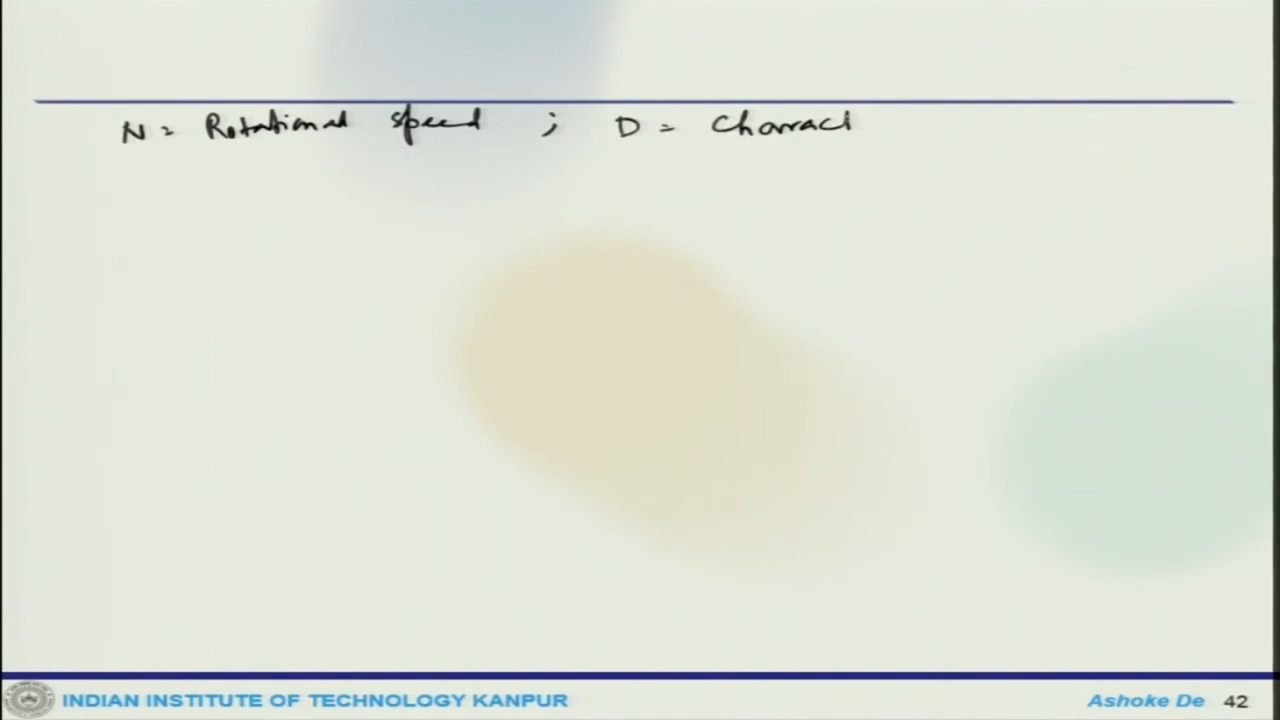 N = Rotational speed ; D = Charact
INDIAN INSTITUTE OF TECHNOLOGY KANPUR
Ashoke De 42